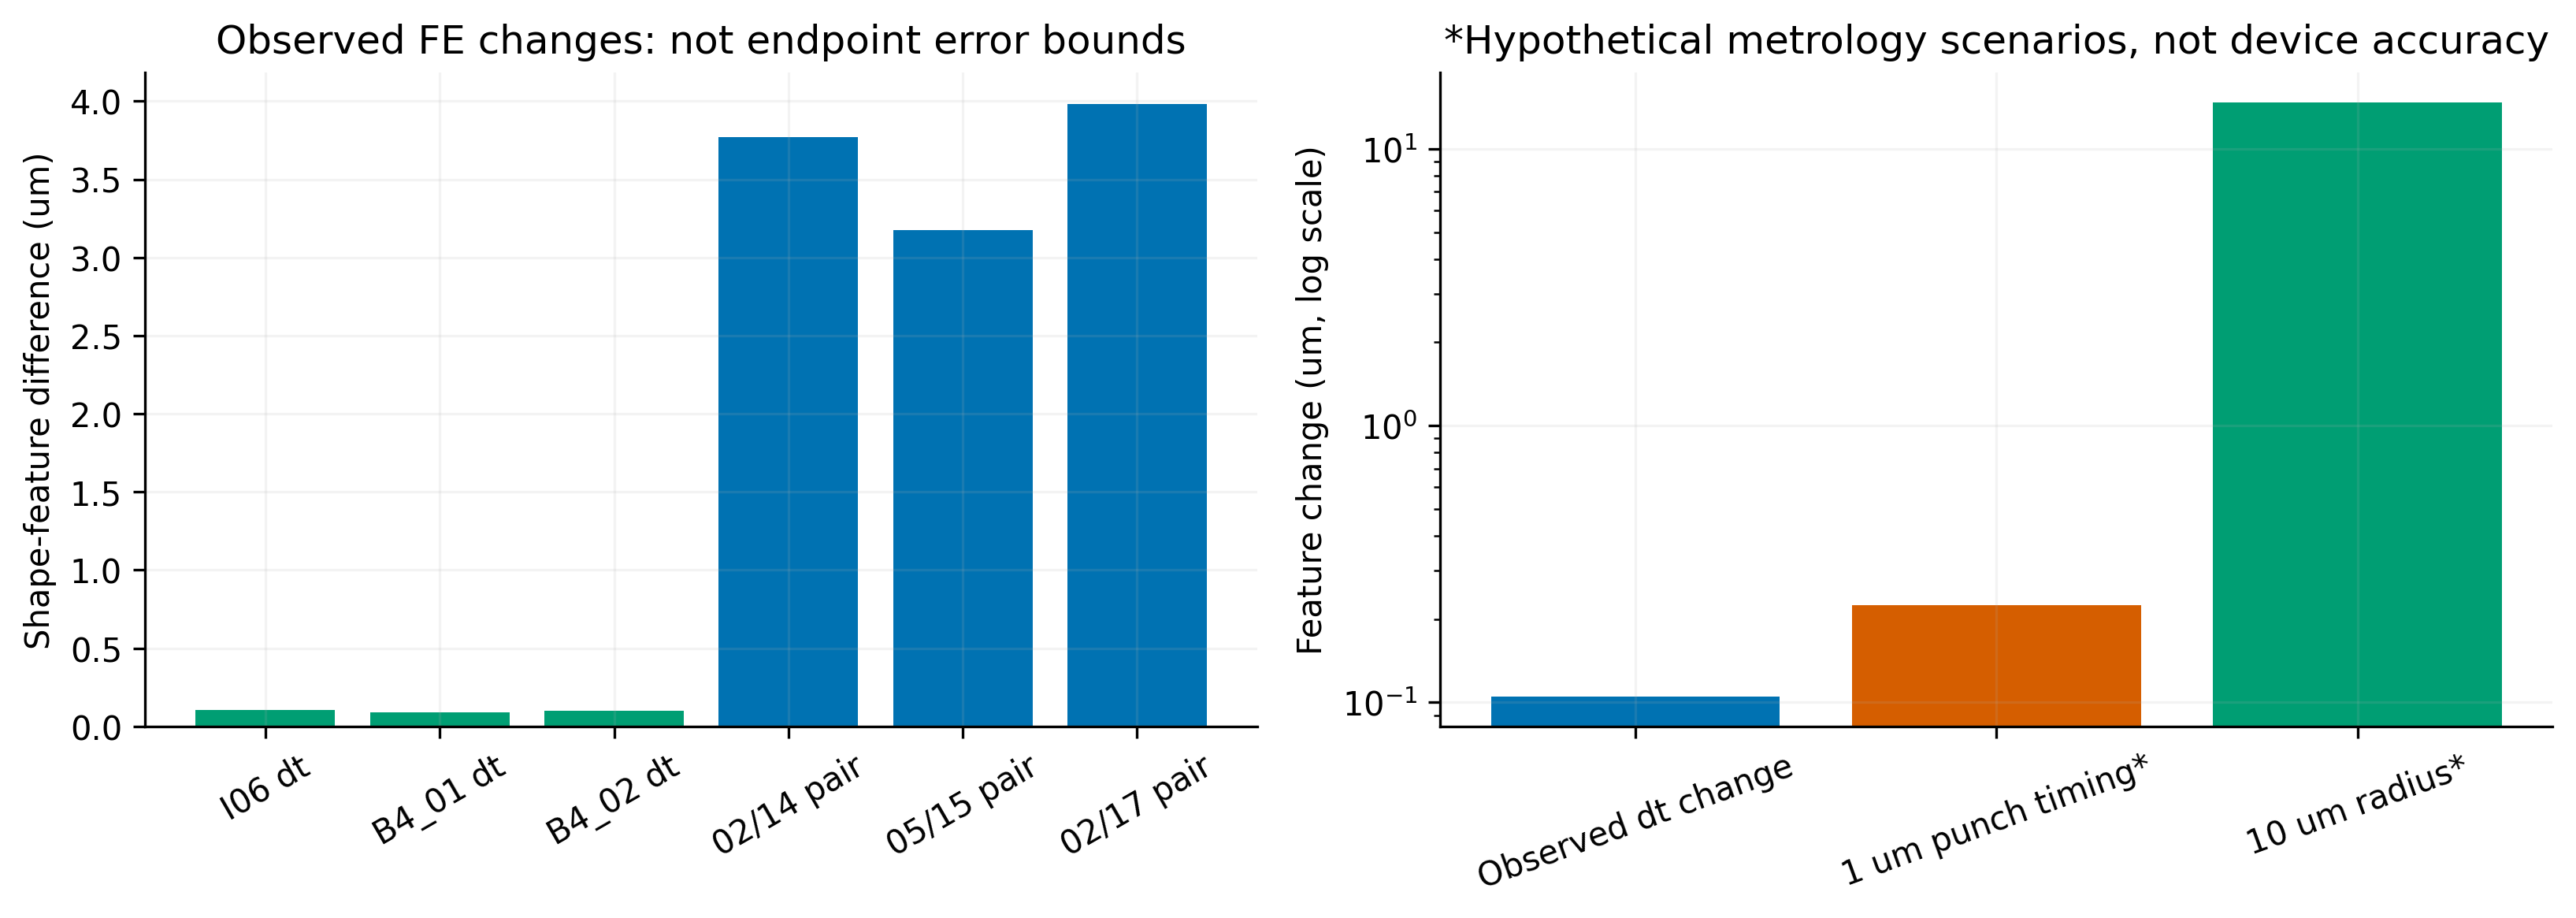 Observed FE changes: not endpoint error bounds
Shape-feature difference (um)
4.0
3.5
3.0
2.5
2.0
1.5
1.0
0.5
0.0
I06 dt
B4_01 dt
B4_02 dt
02/14 pair
05/15 pair
02/17 pair
*Hypothetical metrology scenarios, not device accuracy
Feature change (um, log scale)
10¹
10⁰
10⁻¹
Observed dt change
1 um punch timing*
10 um radius*